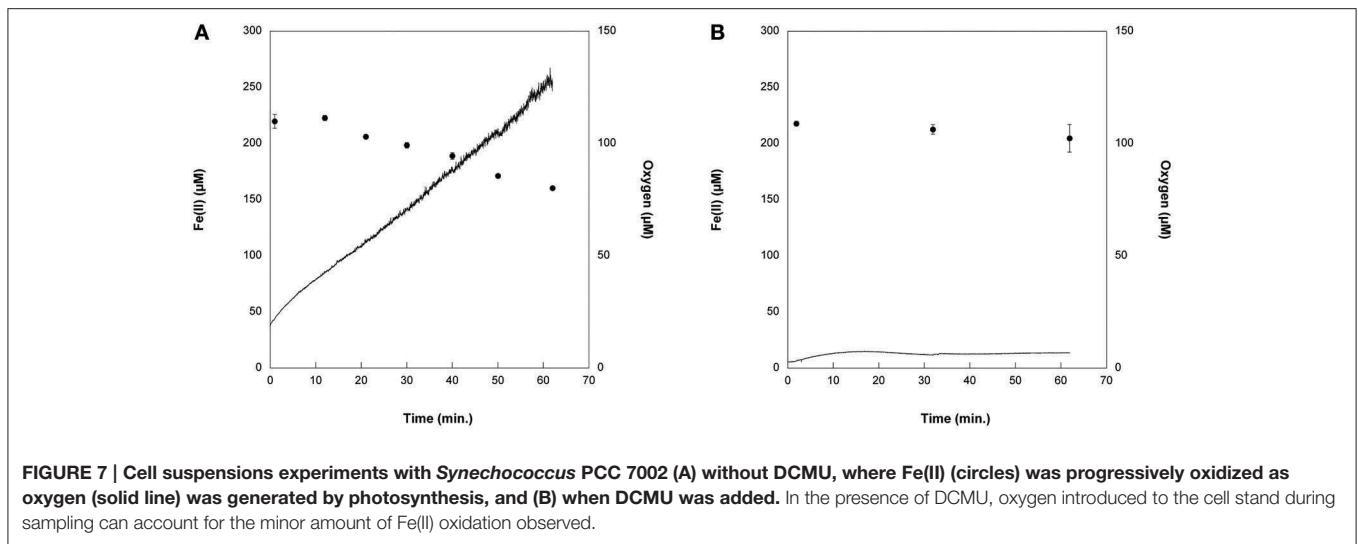 A
B
300
250
200
150
100
50
0
Fe(II) (µM)
150
100
50
0
Oxygen (µM)
0 10 20 30 40 50 60 70
Time (min.)
300
250
200
150
100
50
0
Fe(II) (µM)
150
100
50
0
Oxygen (µM)
0 10 20 30 40 50 60 70
Time (min.)
FIGURE 7 | Cell suspensions experiments with Synechococcus PCC 7002 (A) without DCMU, where Fe(II) (circles) was progressively oxidized as
oxygen (solid line) was generated by photosynthesis, and (B) when DCMU was added. In the presence of DCMU, oxygen introduced to the cell stand during
sampling can account for the minor amount of Fe(II) oxidation observed.